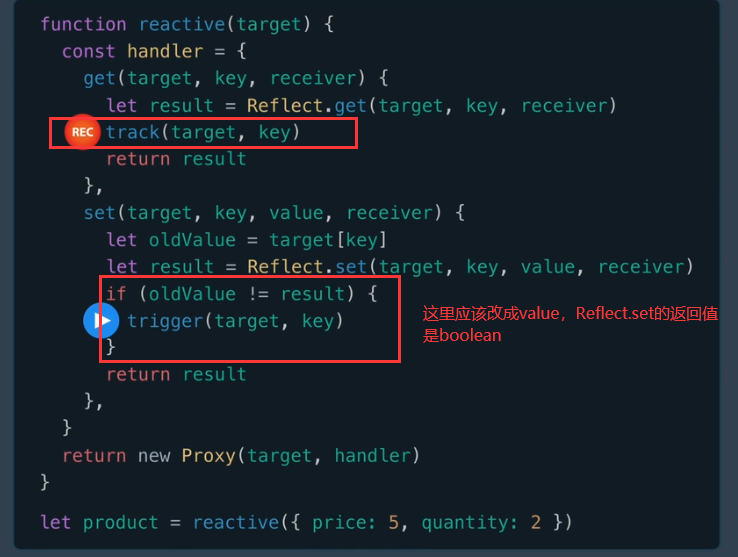 function reactive(target) {
const handler = {
get(target, key, receiver) {
let result = Reflect.get(target, key, receiver)
REC track(target, key)
return result
},
set(target, key, value, receiver) {
let oldValue = target[key]
let result = Reflect.set(target, key, value, receiver)
if (oldValue != result) {
trigger(target, key)
}
这里应该改成value，Reflect.set的返回值
是boolean
return result
},
}
return new Proxy(target, handler)
}
let product = reactive({ price: 5, quantity: 2 })